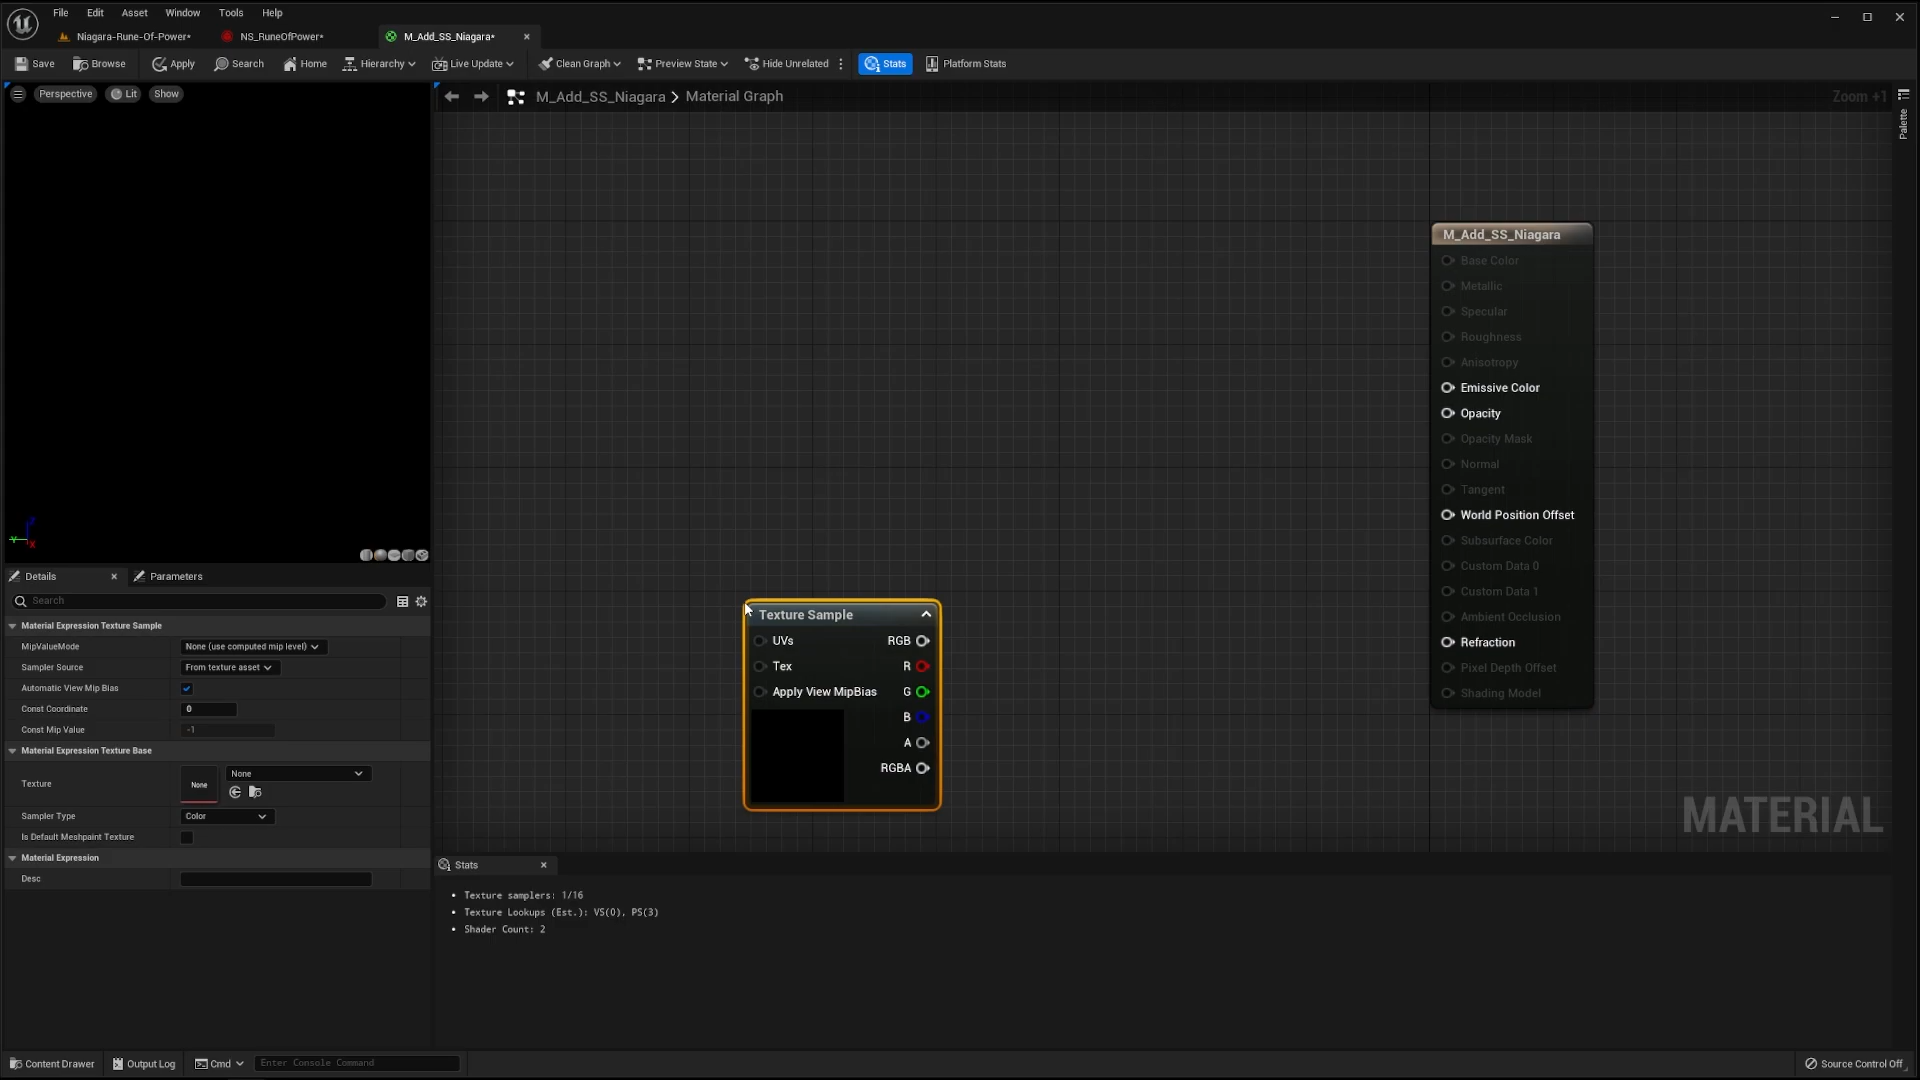 File Edit Asset Window Tools Help
Niagara-Rune-Of-Power* NS_RuneOfPower* M_Add_SS_Niagara*
Save Browse Apply Search Home Hierarchy Live Update Clean Graph Preview State Hide Unrelated Stats Platform Stats
Perspective Lit Show
M_Add_SS_Niagara > Material Graph
Zoom +1
Palette
M_Add_SS_Niagara
Base Color
Metallic
Specular
Roughness
Anisotropy
Emissive Color
Opacity
Opacity Mask
Normal
Tangent
World Position Offset
Subsurface Color
Custom Data 0
Custom Data 1
Ambient Occlusion
Refraction
Pixel Depth Offset
Shading Model
Texture Sample
UVs RGB
Tex R
Apply View MipBias G
B
A
RGBA
MATERIAL
Details Parameters
Search
Material Expression Texture Sample
MipValueMode None (use computed mip level)
Sampler Source From texture asset
Automatic View Mip Bias
Const Coordinate 0
Const Mip Value -1
Material Expression Texture Base
Texture None None
Sampler Type Color
Is Default Meshpaint Texture
Material Expression
Desc
Stats
• Texture samplers: 1/16
• Texture Lookups (Est.): VS(0), PS(3)
• Shader Count: 2
Content Drawer Output Log Cmd Enter Console Command Source Control Off